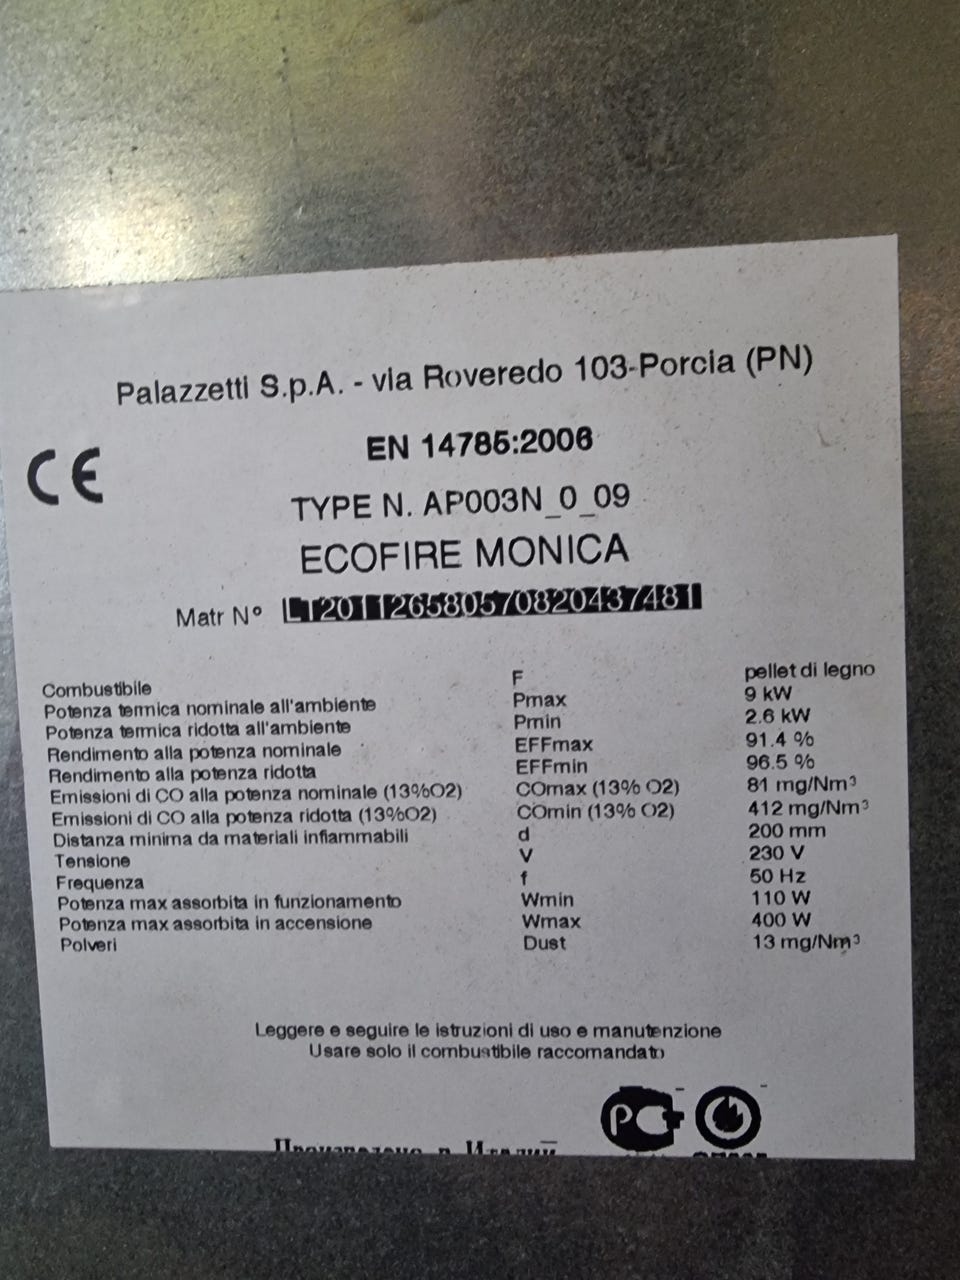 Palazzetti S.p.A. - via Roveredo 103-Porcia (PN)
CE
EN 14785:2006
TYPE N. AP003N_0_09
ECOFIRE MONICA
Matr N° LT201126580570820437481
Combustibile F pellet di legno
Potenza termica nominale all'ambiente Pmax 9 kW
Potenza termica ridotta all'ambiente Pmin 2.6 kW
Rendimento alla potenza nominale EFFmax 91.4 %
Rendimento alla potenza ridotta EFFmin 96.5 %
Emissioni di CO alla potenza nominale (13%O2) COmax (13% O2) 81 mg/Nm³
Emissioni di CO alla potenza ridotta (13%O2) COmin (13% O2) 412 mg/Nm³
Distanza minima da materiali infiammabili d 200 mm
Tensione V 230 V
Frequenza f 50 Hz
Potenza max assorbita in funzionamento Wmin 110 W
Potenza max assorbita in accensione Wmax 400 W
Polveri Dust 13 mg/Nm³
Leggere e seguire le istruzioni di uso e manutenzione
Usare solo il combustibile raccomandato
Произведено в Италии